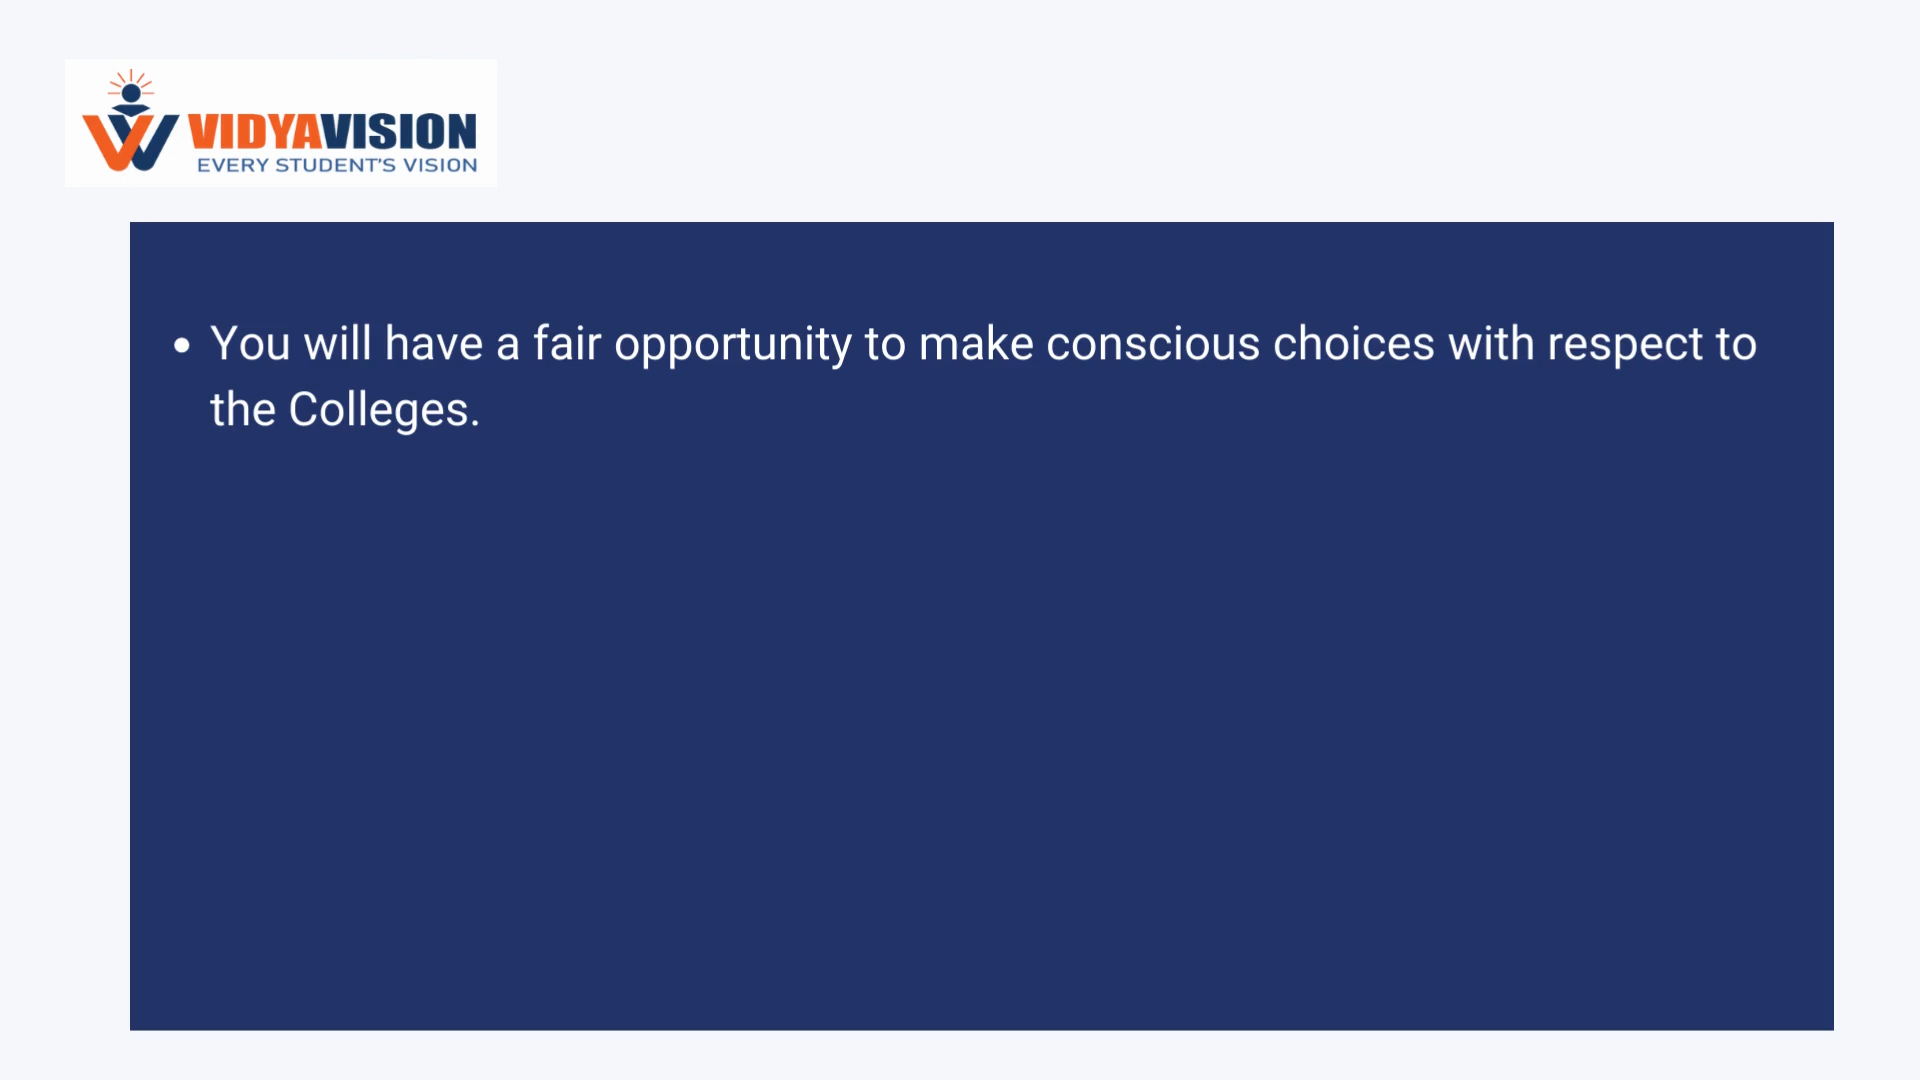 VIDYAVISION
EVERY STUDENT'S VISION
• You will have a fair opportunity to make conscious choices with respect to
the Colleges.